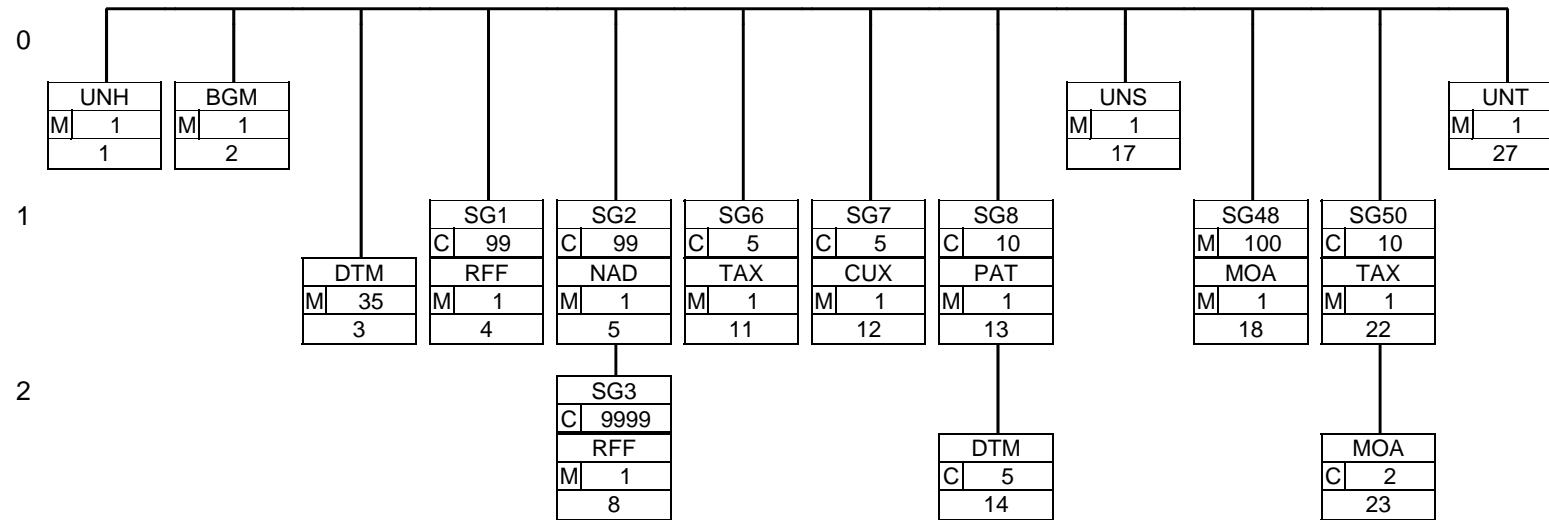 0
UNH
M 1
1
BGM
M 1
2
UNS
M 1
17
UNT
M 1
27
1
DTM
M 35
3
SG1
C 99
RFF
M 1
4
SG2
C 99
NAD
M 1
5
SG6
C 5
TAX
M 1
11
SG7
C 5
CUX
M 1
12
SG8
C 10
PAT
M 1
13
SG48
M 100
MOA
M 1
18
SG50
C 10
TAX
M 1
22
2
SG3
C 9999
RFF
M 1
8
DTM
C 5
14
MOA
C 2
23